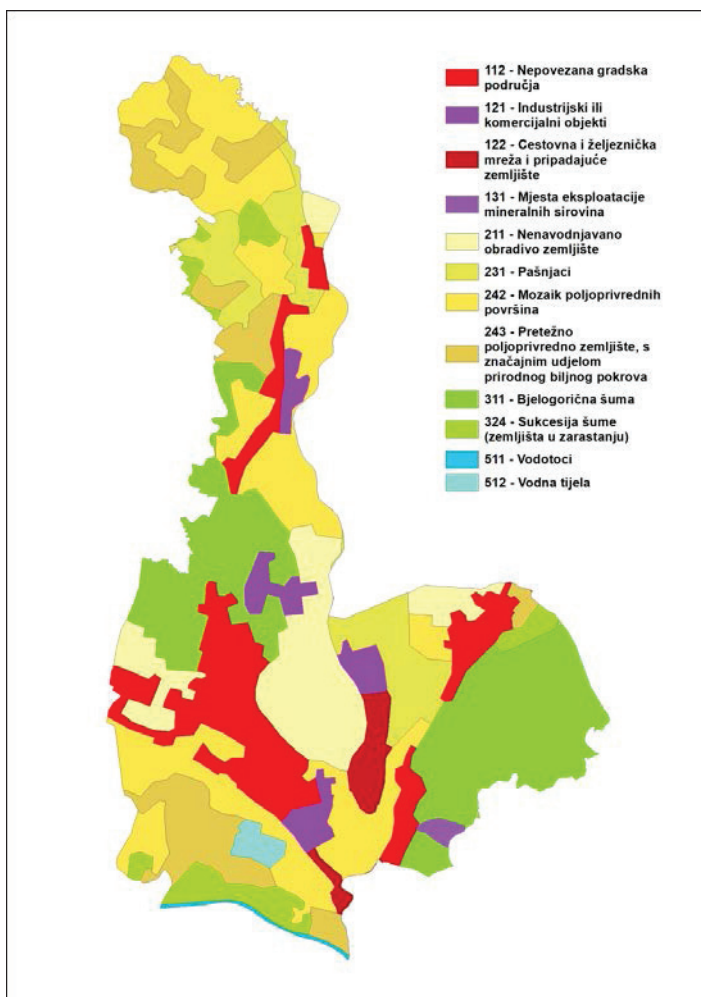 112 - Nepovezana gradska
područja
121 - Industrijski ili
komercijalni objekti
122 - Cestovna i željeznička
mreža i pripadajuće
zemljište
131 - Mjesta eksploatacije
mineralnih sirovina
211 - Nenavodnjavano
obradivo zemljište
231 - Pašnjaci
242 - Mozaik poljoprivrednih
površina
243 - Pretežno
poljoprivredno zemljište, s
značajnim udjelom
prirodnog biljnog pokrova
311 - Bjelogorična šuma
324 - Sukcesija šume
(zemljišta u zarastanju)
511 - Vodotoci
512 - Vodna tijela